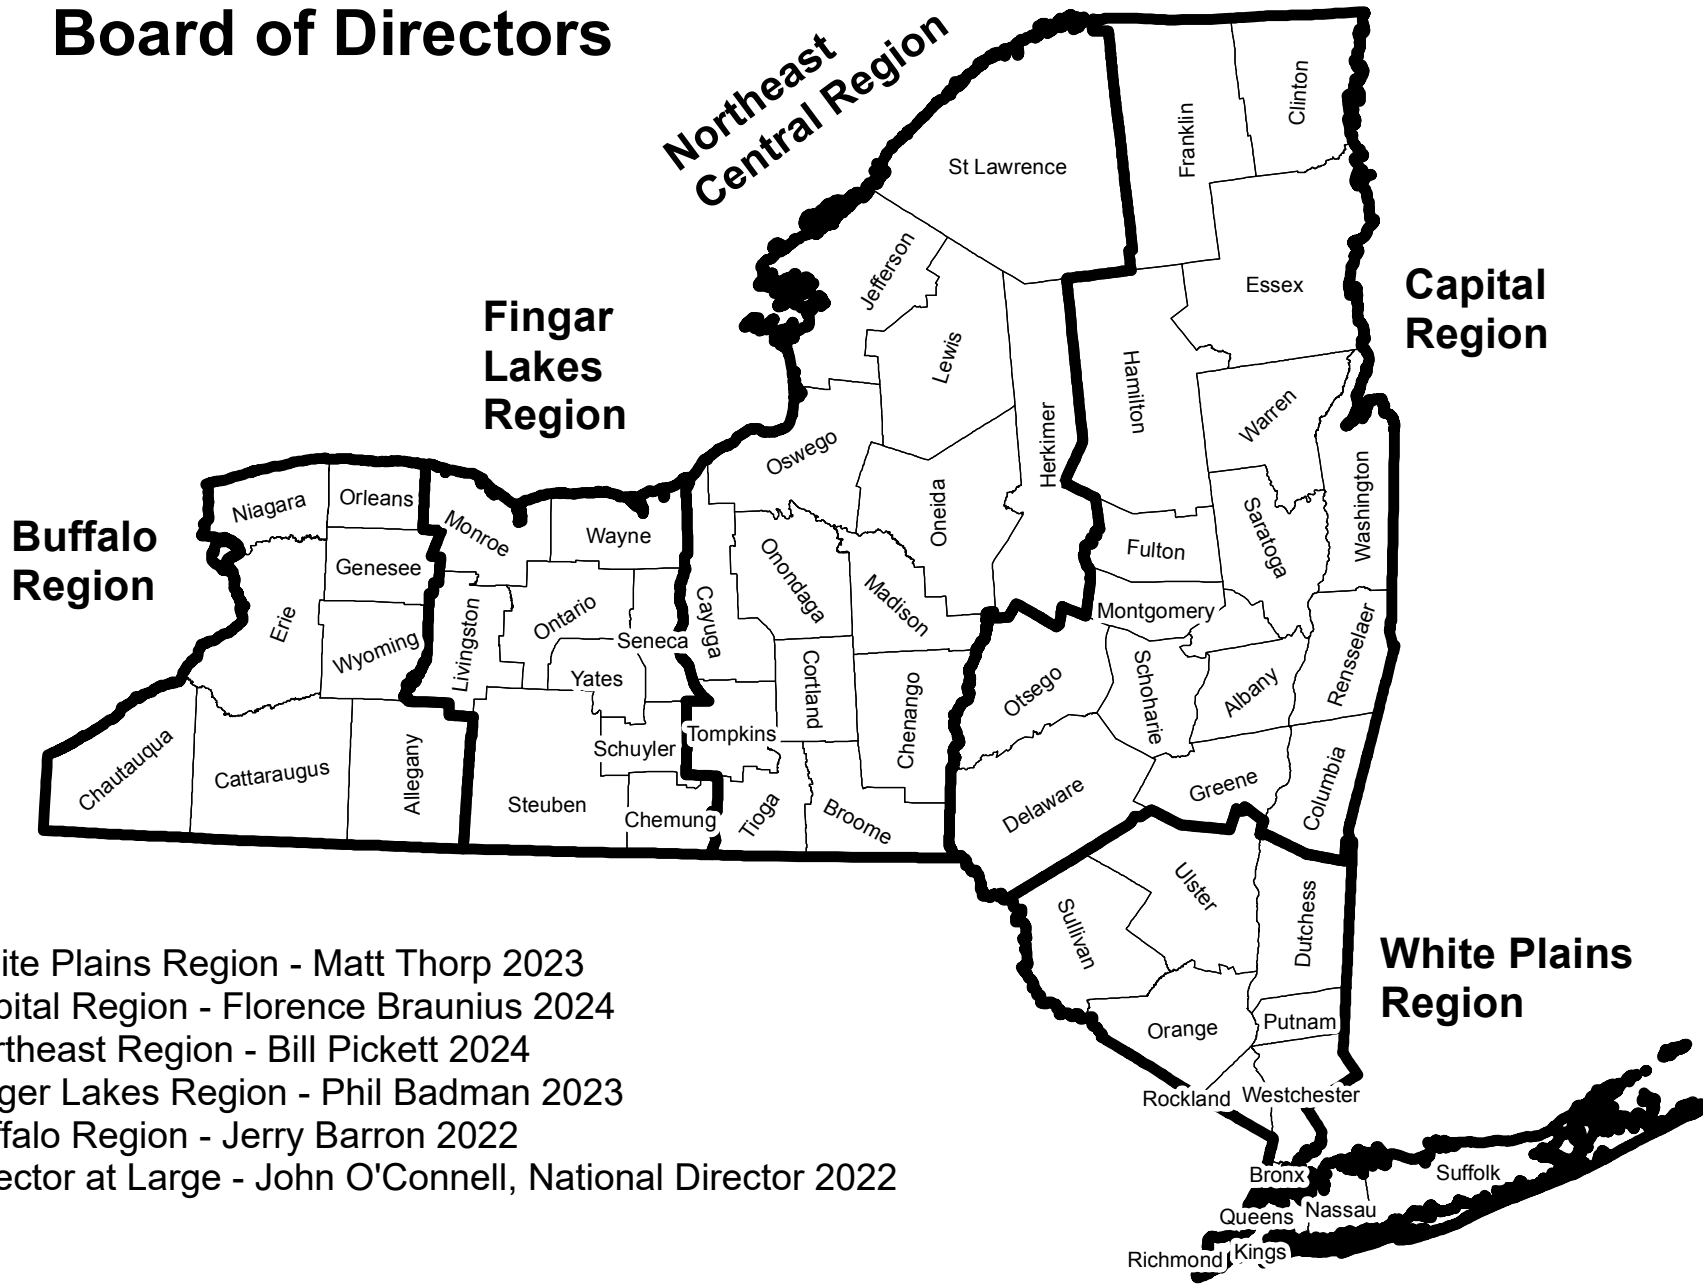 Board of Directors
Northeast
Central Region
Fingar
Lakes
Region
Capital
Region
Buffalo
Region
White Plains
Region
St Lawrence
Franklin
Clinton
Jefferson
Lewis
Essex
Hamilton
Herkimer
Warren
Washington
Oswego
Oneida
Saratoga
Fulton
Montgomery
Niagara
Orleans
Monroe
Wayne
Genesee
Erie
Wyoming
Livingston
Ontario
Seneca
Yates
Cayuga
Onondaga
Madison
Cortland
Chenango
Otsego
Schoharie
Albany
Rensselaer
Chautauqua
Cattaraugus
Allegany
Steuben
Schuyler
Chemung
Tompkins
Tioga
Broome
Delaware
Greene
Columbia
Sullivan
Ulster
Dutchess
Orange
Putnam
Rockland
Westchester
Bronx
Queens
Nassau
Suffolk
Richmond
Kings
ite Plains Region - Matt Thorp 2023
pital Region - Florence Braunius 2024
rtheast Region - Bill Pickett 2024
ger Lakes Region - Phil Badman 2023
ffalo Region - Jerry Barron 2022
ector at Large - John O'Connell, National Director 2022